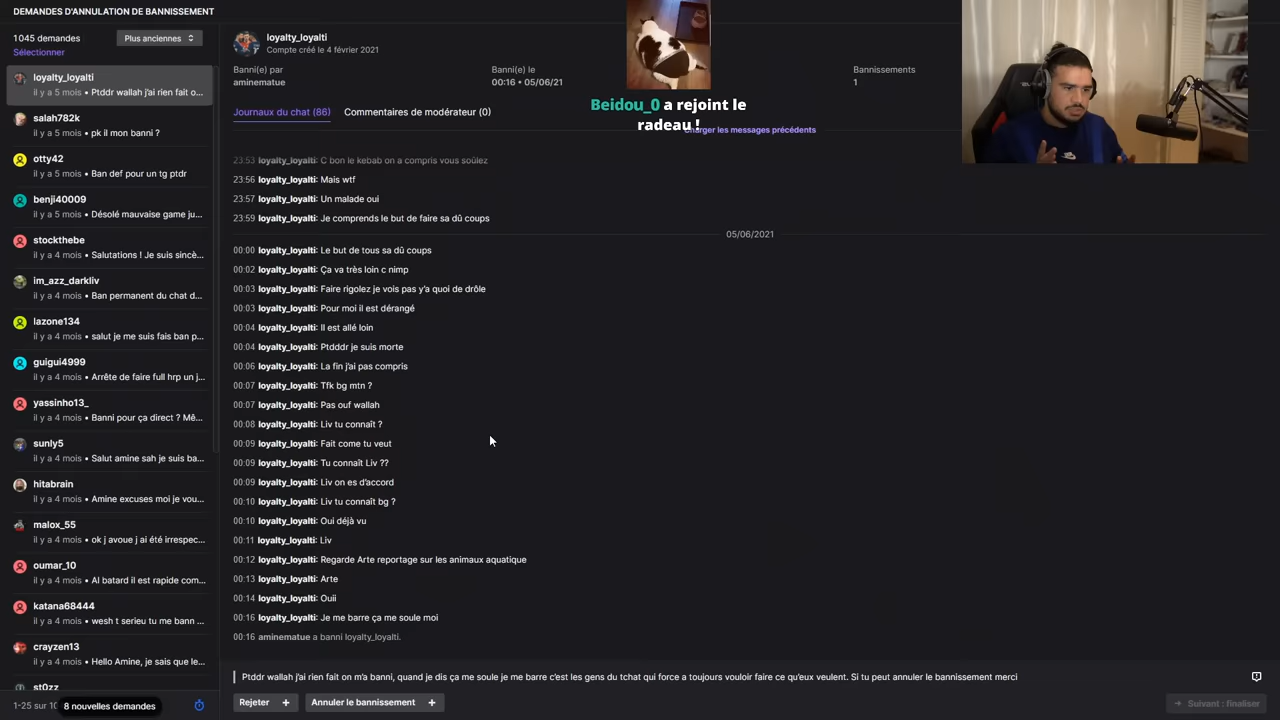 DEMANDES D'ANNULATION DE BANNISSEMENT
1045 demandes
Plus anciennes
Sélectionner
loyalty_loyalti
il y a 5 mois • Ptddr wallah j'ai rien fait o...
salah782k
il y a 5 mois • pk il mon banni ?
otty42
il y a 5 mois • Ban def pour un tg ptdr
benji40009
il y a 5 mois • Désolé mauvaise game ju...
stockthebe
il y a 4 mois • Salutations ! Je suis sincè...
im_azz_darkliv
il y a 4 mois • Ban permanent du chat d...
lazone134
il y a 4 mois • salut je me suis fais ban p...
guigui4999
il y a 4 mois • Arrête de faire full hrp un j...
yassinho13_
il y a 4 mois • Banni pour ça direct ? Mê...
sunly5
il y a 4 mois • Salut amine sah je suis ba...
hitabrain
il y a 4 mois • Amine excuses moi je vou...
malox_55
il y a 4 mois • ok j avoue j ai été irrespec...
oumar_10
il y a 4 mois • Al batard il est rapide com...
katana68444
il y a 4 mois • wesh t serieu tu me bann ...
crayzen13
il y a 4 mois • Hello Amine, je sais que le...
st0zz
1-25 sur 10
8 nouvelles demandes
loyalty_loyalti
Compte créé le 4 février 2021
Banni(e) par
aminematue
Banni(e) le
00:16 • 05/06/21
Bannissements
1
Beidou_0 a rejoint le
radeau !
Journaux du chat (86)
Commentaires de modérateur (0)
Charger les messages précédents
23:53 loyalty_loyalti: C bon le kebab on a compris vous soûlez
23:56 loyalty_loyalti: Mais wtf
23:57 loyalty_loyalti: Un malade oui
23:59 loyalty_loyalti: Je comprends le but de faire sa dû coups
05/06/2021
00:00 loyalty_loyalti: Le but de tous sa dû coups
00:02 loyalty_loyalti: Ça va très loin c nimp
00:03 loyalty_loyalti: Faire rigolez je vois pas y'a quoi de drôle
00:03 loyalty_loyalti: Pour moi il est dérangé
00:04 loyalty_loyalti: Il est allé loin
00:04 loyalty_loyalti: Ptdddr je suis morte
00:06 loyalty_loyalti: La fin j'ai pas compris
00:07 loyalty_loyalti: Tfk bg mtn ?
00:07 loyalty_loyalti: Pas ouf wallah
00:08 loyalty_loyalti: Liv tu connaît ?
00:09 loyalty_loyalti: Fait come tu veut
00:09 loyalty_loyalti: Tu connaît Liv ??
00:09 loyalty_loyalti: Liv on es d'accord
00:10 loyalty_loyalti: Liv tu connaît bg ?
00:10 loyalty_loyalti: Oui déjà vu
00:11 loyalty_loyalti: Liv
00:12 loyalty_loyalti: Regarde Arte reportage sur les animaux aquatique
00:13 loyalty_loyalti: Arte
00:14 loyalty_loyalti: Ouii
00:16 loyalty_loyalti: Je me barre ça me soule moi
00:16 aminematue a banni loyalty_loyalti.
Ptddr wallah j'ai rien fait on m'a banni, quand je dis ça me soule je me barre c'est les gens du tchat qui force a toujours vouloir faire ce qu'eux veulent. Si tu peut annuler le bannissement merci
Rejeter +
Annuler le bannissement +
Suivant : finaliser